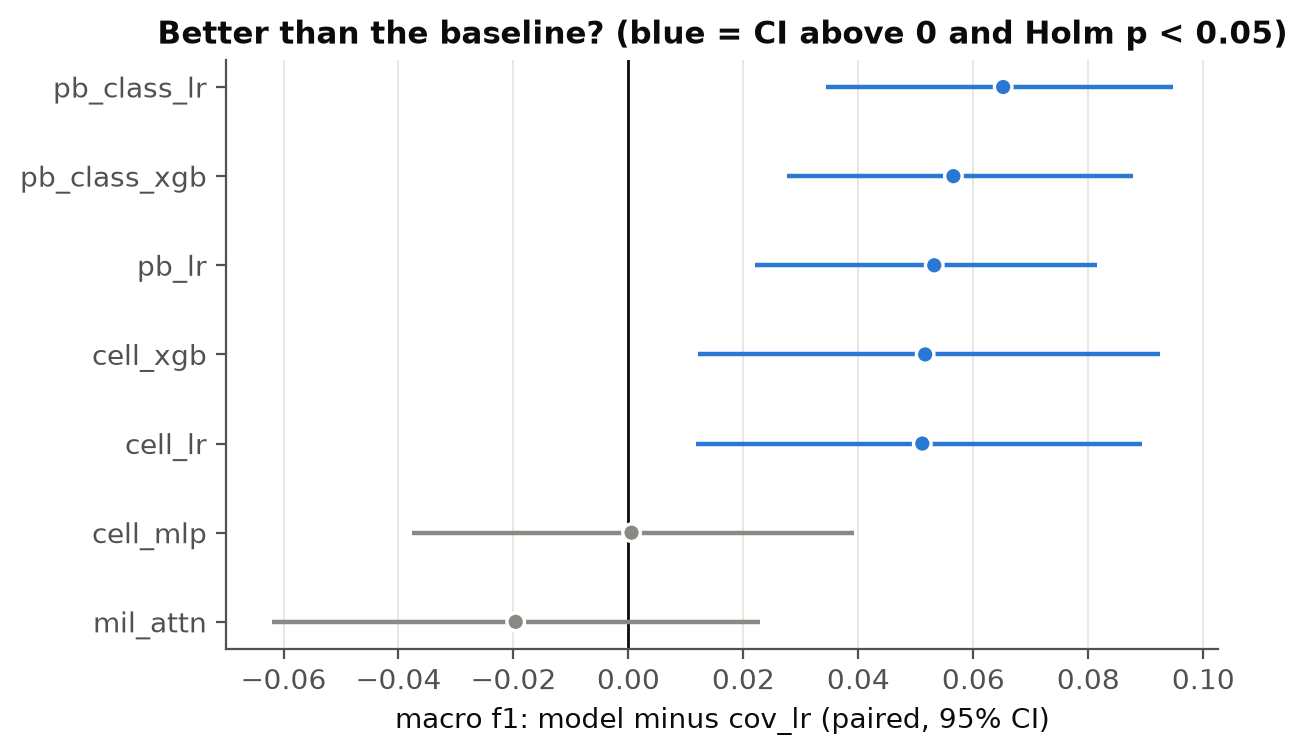 Better than the baseline? (blue = CI above 0 and Holm p < 0.05)
pb_class_lr
pb_class_xgb
pb_lr
cell_xgb
cell_lr
cell_mlp
mil_attn
−0.06 −0.04 −0.02 0.00 0.02 0.04 0.06 0.08 0.10
macro f1: model minus cov_lr (paired, 95% CI)